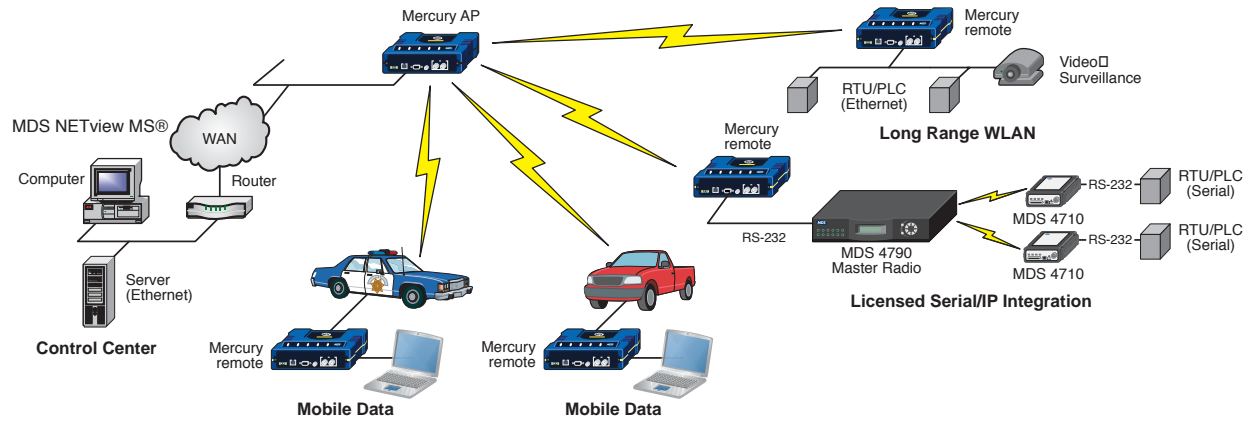 Mercury AP
Mercury
remote
Video□
Surveillance
RTU/PLC
(Ethernet)
Long Range WLAN
MDS NETview MS®
WAN
Computer
Router
Server
(Ethernet)
Control Center
Mercury
remote
RS-232
MDS
MDS 4790
Master Radio
MDS 4710
RS-232
RTU/PLC
(Serial)
MDS 4710
RS-232
RTU/PLC
(Serial)
Licensed Serial/IP Integration
Mercury
remote
Mobile Data
Mercury
remote
Mobile Data